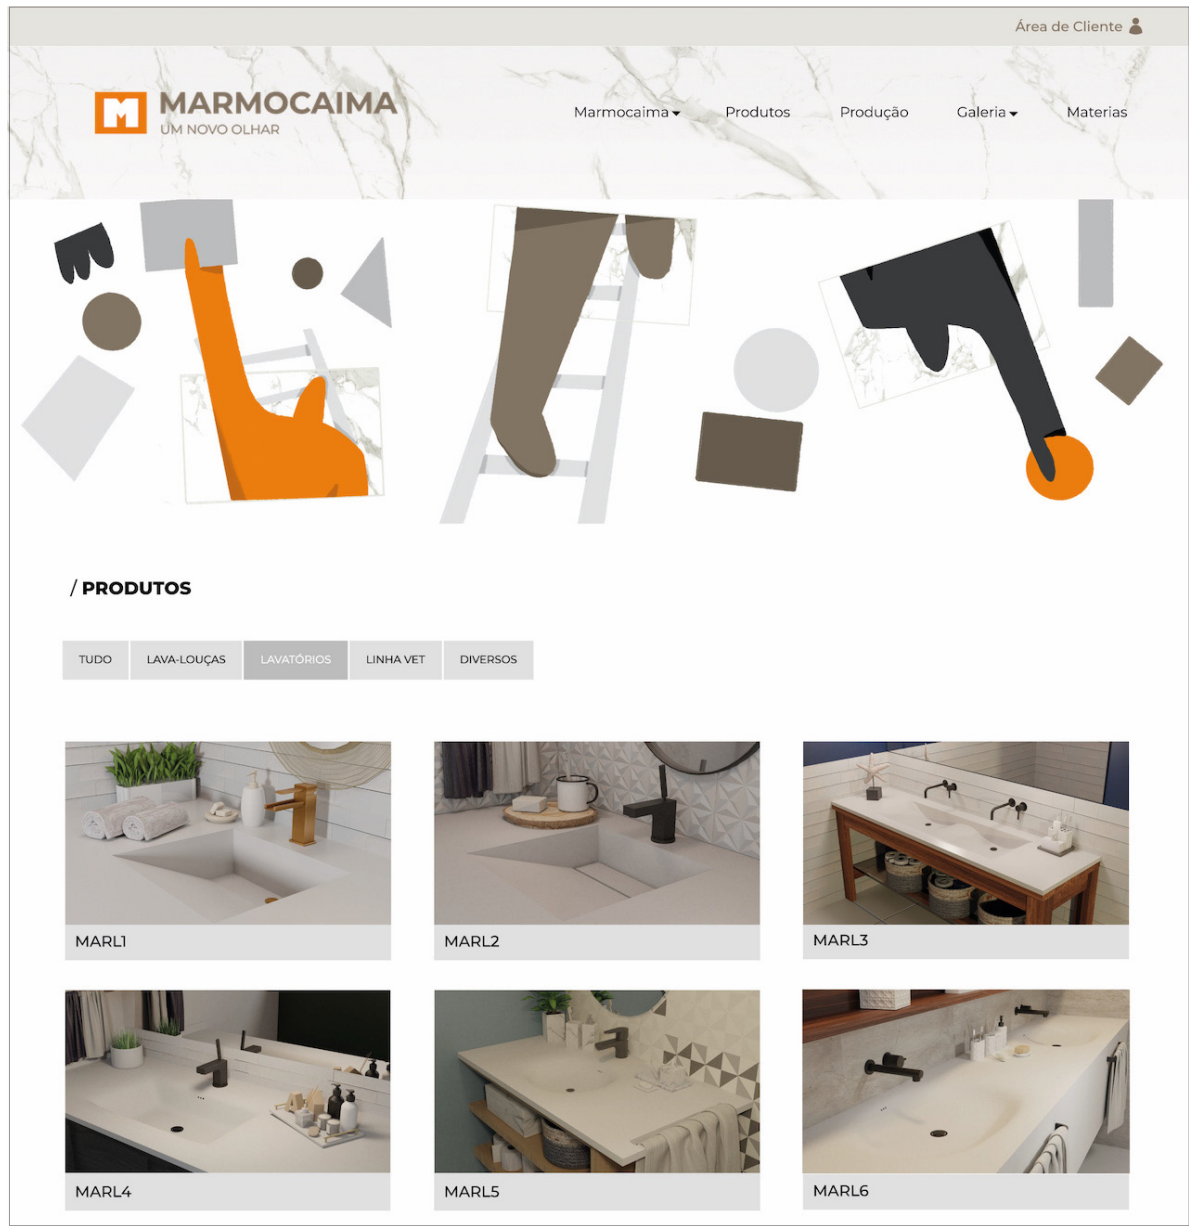 Área de Cliente
M MARMOCAIMA
UM NOVO OLHAR
Marmocaima Produtos Produção Galeria Materias
/ PRODUTOS
TUDO LAVA-LOUÇAS LAVATÓRIOS LINHA VET DIVERSOS
MARL1 MARL2 MARL3
MARL4 MARL5 MARL6